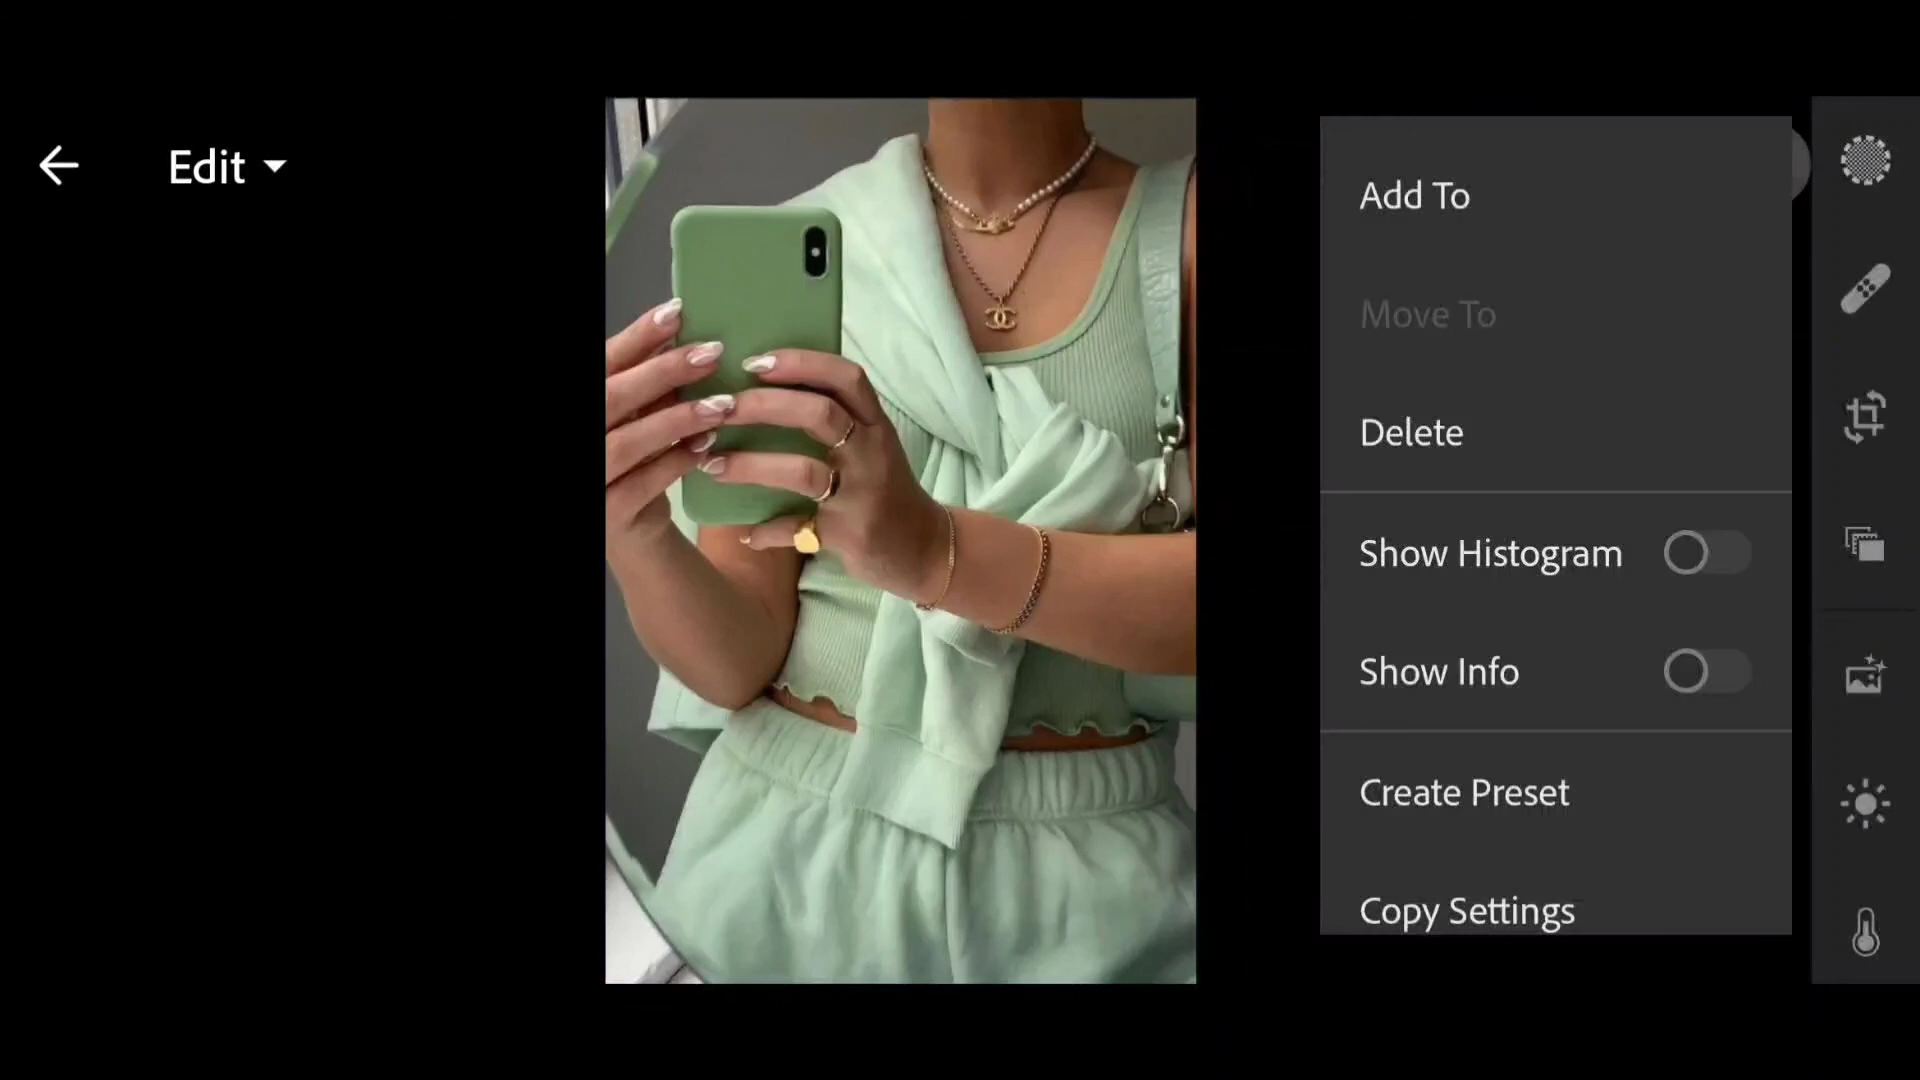 Edit
Add To
Move To
Delete
Show Histogram
Show Info
Create Preset
Copy Settings